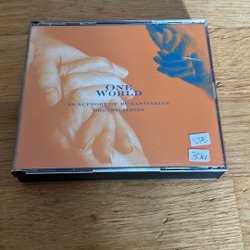 One
World
In support of humanitarian
organisations